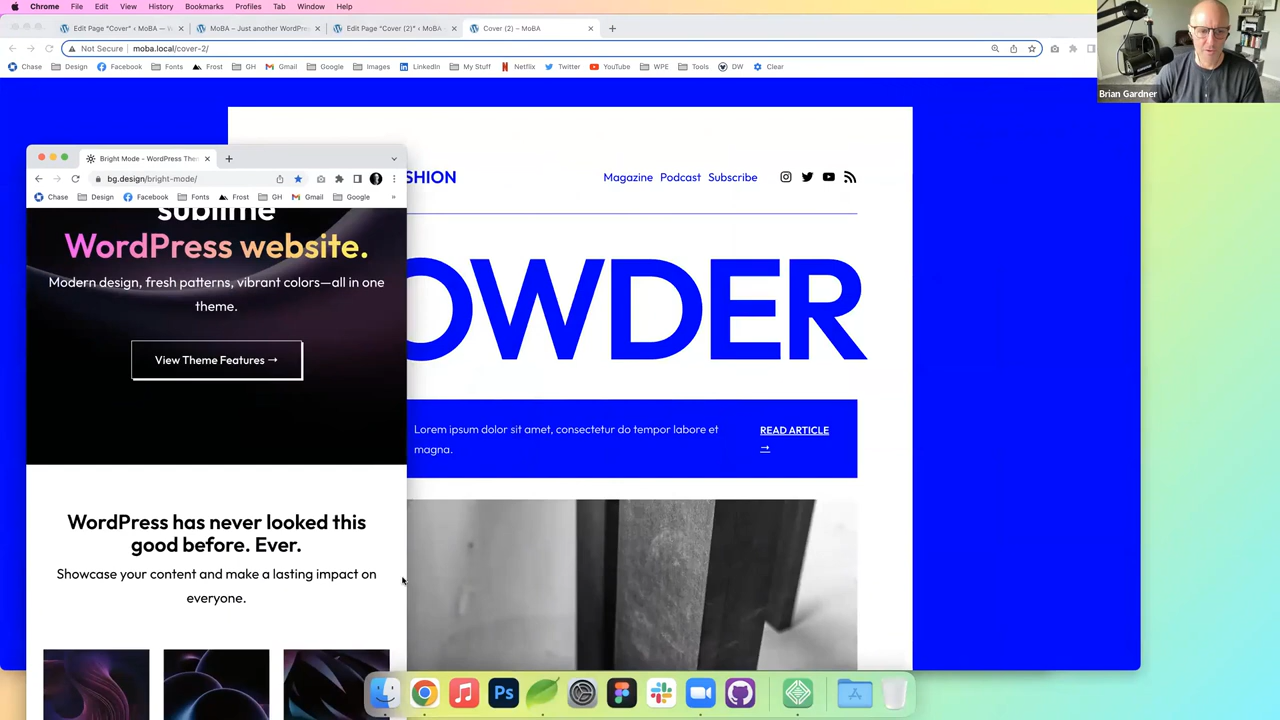 Chrome File Edit View History Bookmarks Profiles Tab Window Help
Edit Page "Cover" ‹ MoBA — W
MoBA – Just another WordPres
Edit Page "Cover (2)" ‹ MoBA
Cover (2) – MoBA
Not Secure moba.local/cover-2/
Chase Design Facebook Fonts Frost GH Gmail Google Images LinkedIn My Stuff Netflix Twitter YouTube WPE Tools DW Clear
Brian Gardner
SHION
Magazine Podcast Subscribe
OWDER
Lorem ipsum dolor sit amet, consectetur do tempor labore et
magna.
READ ARTICLE
→
Bright Mode - WordPress The
bg.design/bright-mode/
Chase Design Facebook Fonts Frost GH Gmail Google »
sublime
WordPress website.
Modern design, fresh patterns, vibrant colors—all in one
theme.
View Theme Features →
WordPress has never looked this
good before. Ever.
Showcase your content and make a lasting impact on
everyone.
Ps